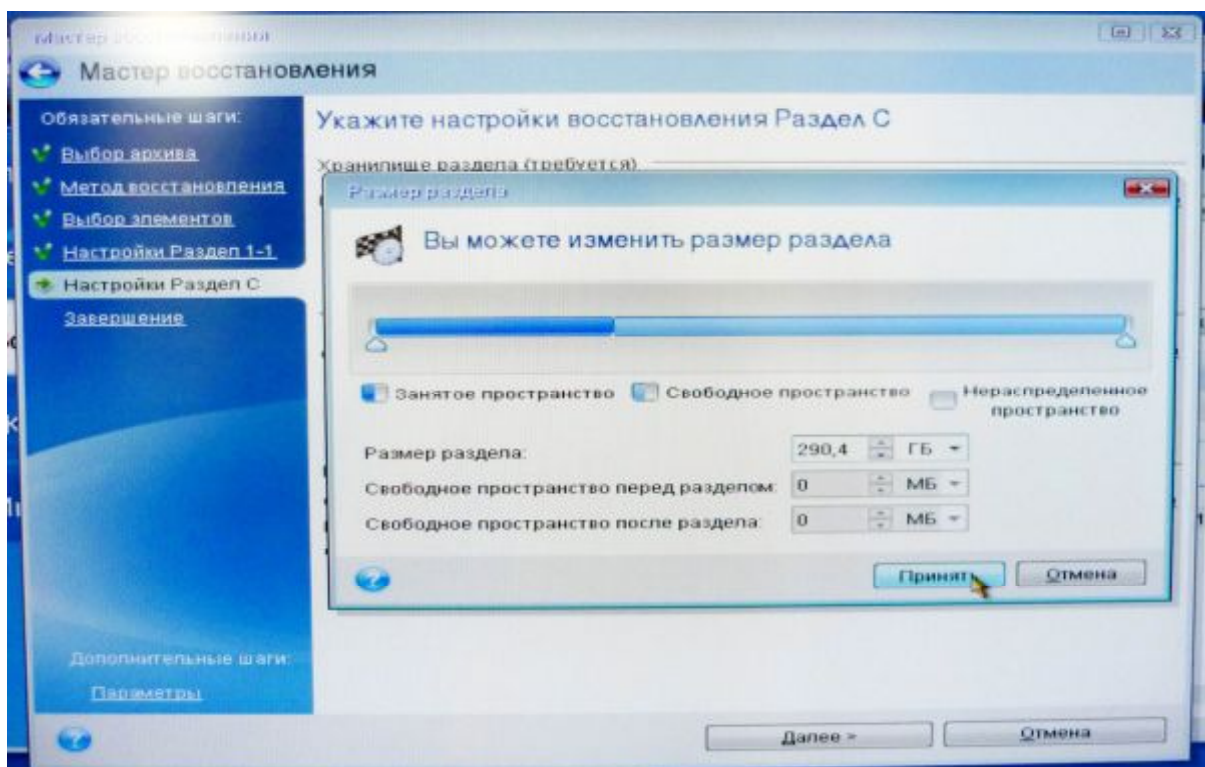 Мастер восстановления
Мастер восстановления
Обязательные шаги:
Выбор архива
Метод восстановления
Выбор элементов
Настройки Раздел 1-1
Настройки Раздел C
Завершение
Укажите настройки восстановления Раздел C
Хранилище раздела (требуется)
Размер раздела
Вы можете изменить размер раздела
Занятое пространство
Свободное пространство
Нераспределенное
пространство
Размер раздела: 290,4 ГБ
Свободное пространство перед разделом: 0 МБ
Свободное пространство после раздела: 0 МБ
Принять
Отмена
Дополнительные шаги:
Параметры
Далее >
Отмена